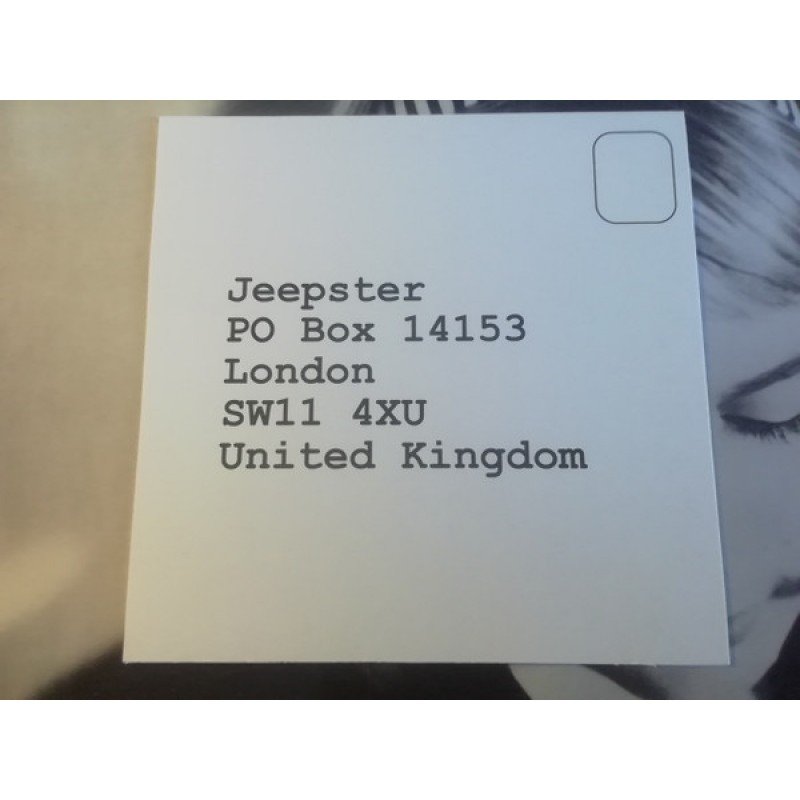 Jeepster
PO Box 14153
London
SW11 4XU
United Kingdom